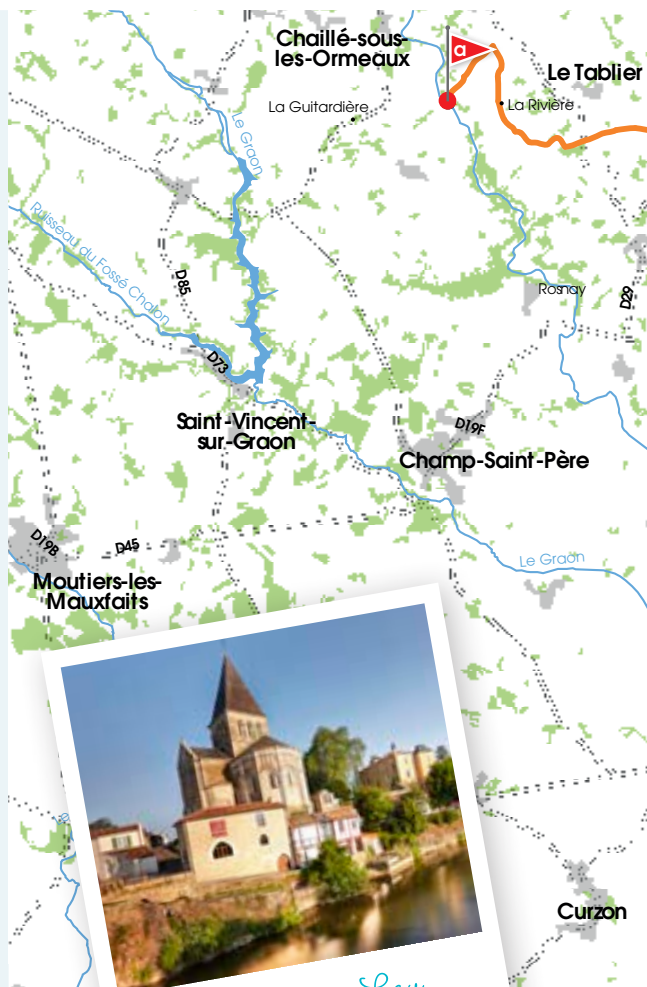 Chaillé-sous-
les-Ormeaux
a
Le Tablier
La Guitardière
La Rivière
Le Graon
Ruisseau du Fossé Chalon
D85
Rosnay
D29
D73
Saint-Vincent-
sur-Graon
D19F
Champ-Saint-Père
D19B
D45
Le Graon
Moutiers-les-
Mauxfaits
Curzon